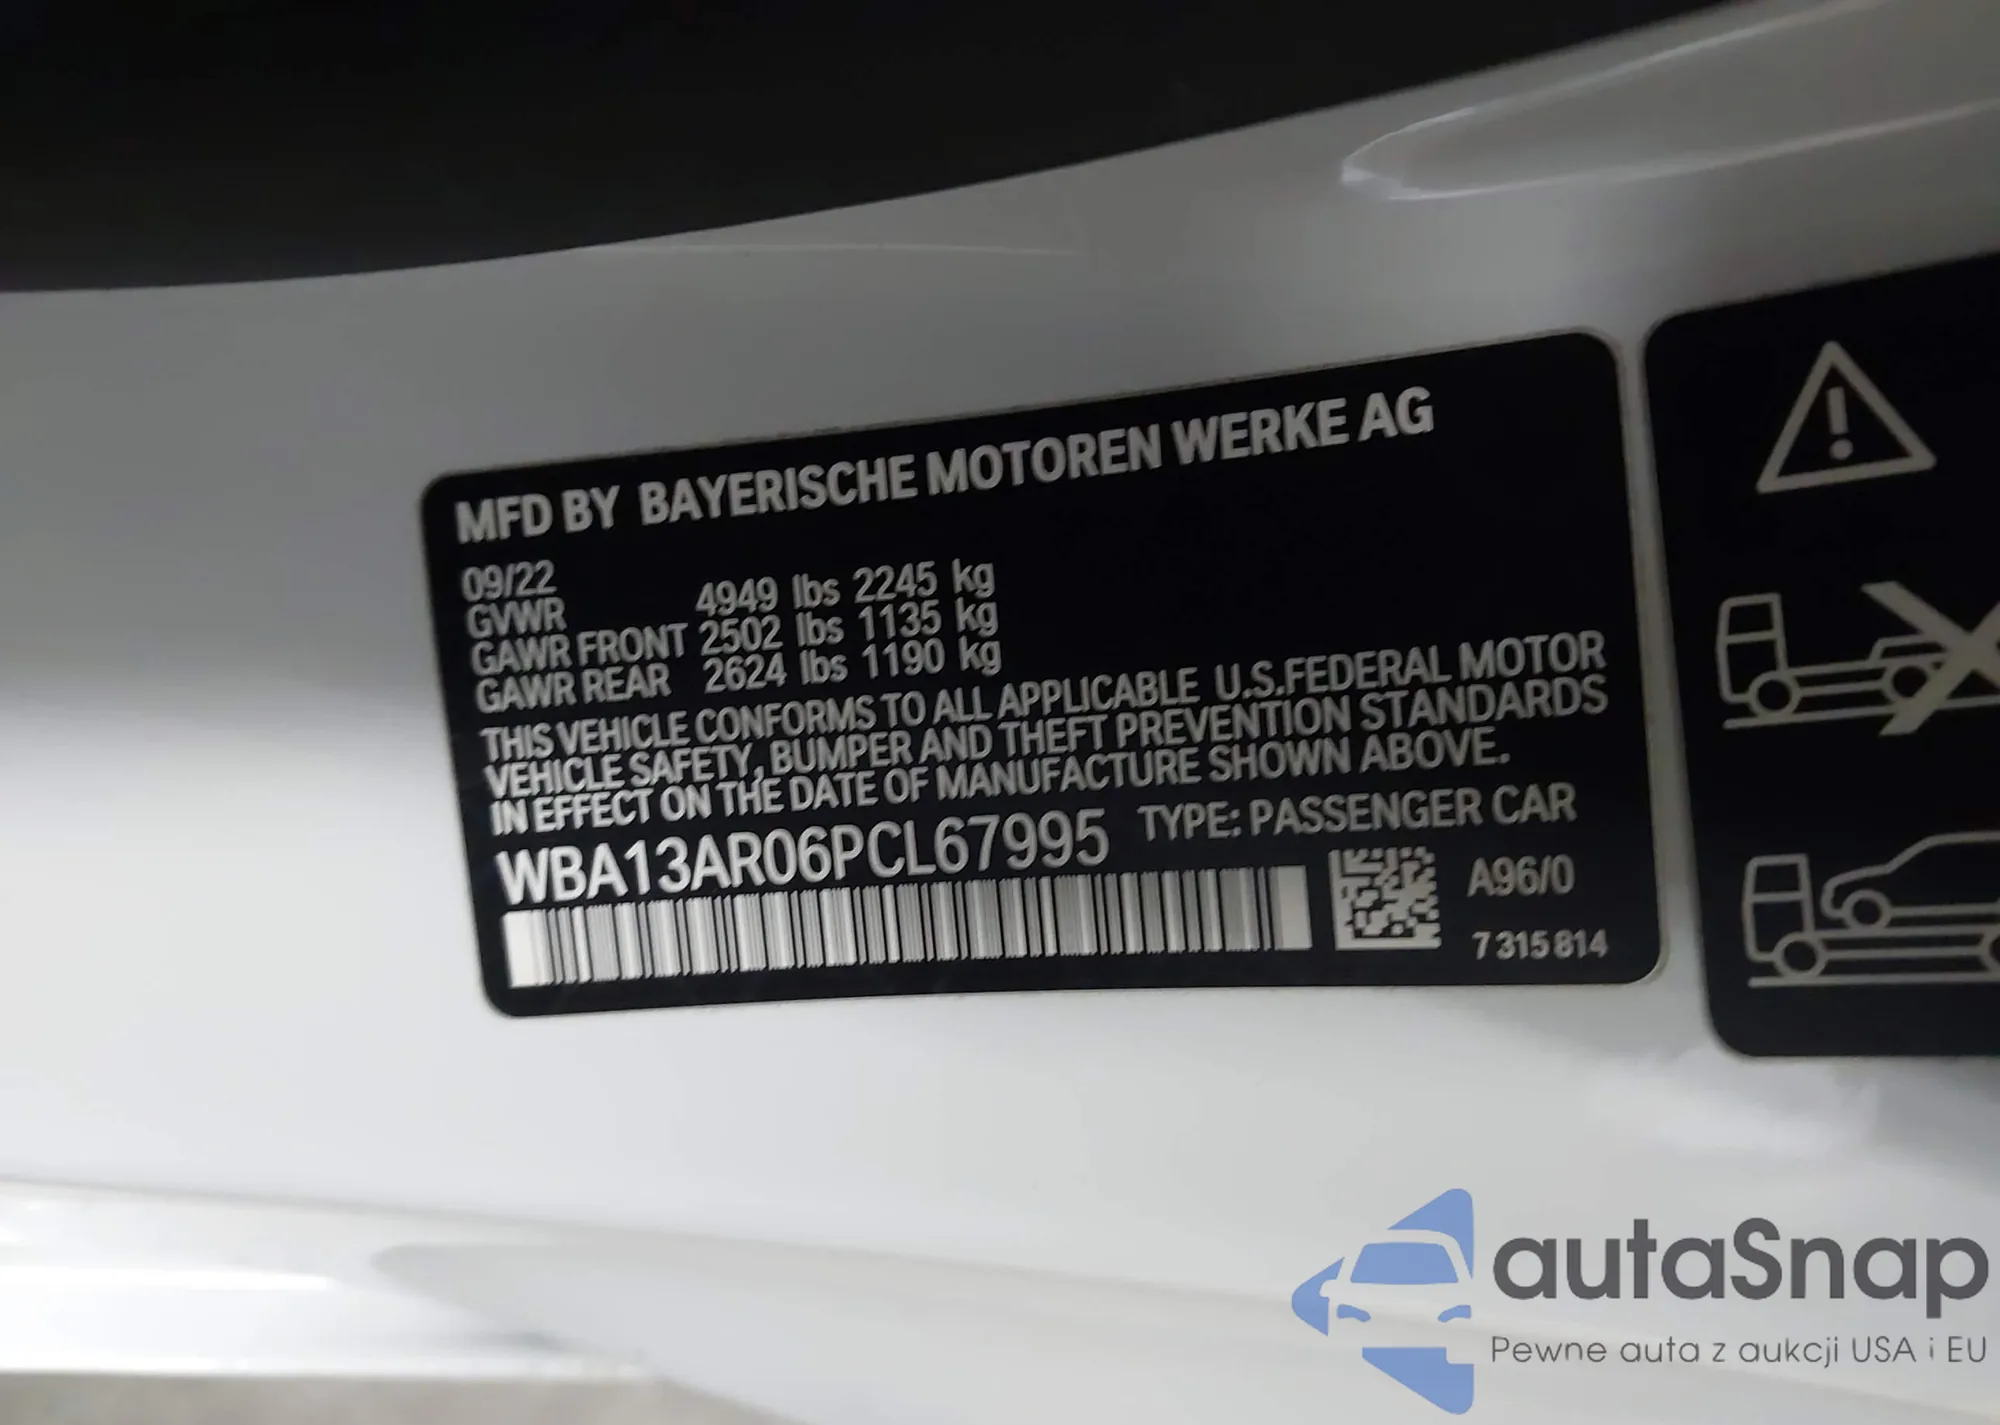 MFD BY BAYERISCHE MOTOREN WERKE AG
09/22
GVWR 4949 lbs 2245 kg
GAWR FRONT 2502 lbs 1135 kg
GAWR REAR 2624 lbs 1190 kg
THIS VEHICLE CONFORMS TO ALL APPLICABLE U.S.FEDERAL MOTOR
VEHICLE SAFETY, BUMPER AND THEFT PREVENTION STANDARDS
IN EFFECT ON THE DATE OF MANUFACTURE SHOWN ABOVE.
WBA13AR06PCL67995 TYPE: PASSENGER CAR
A96/0
7315814
autaSnap
Pewne auta z aukcji USA i EU